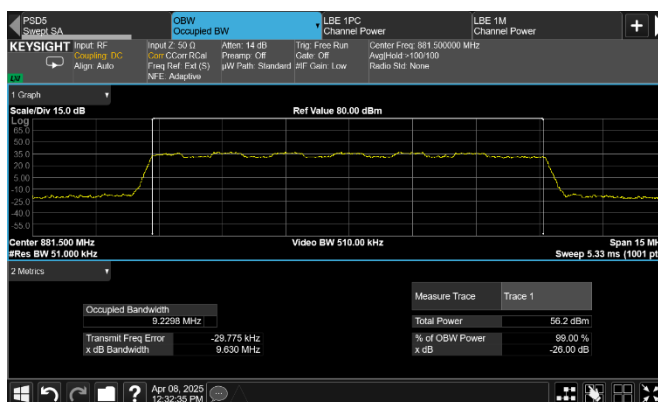 PSD5
Swept SA
OBW
Occupied BW
LBE 1PC
Channel Power
LBE 1M
Channel Power
+
KEYSIGHT
Input: RF
Coupling: DC
Align: Auto
Input Z: 50 Ω
Corr CCorr RCal
Freq Ref: Ext (S)
NFE: Adaptive
Atten: 14 dB
Preamp: Off
µW Path: Standard
Trig: Free Run
Gate: Off
#IF Gain: Low
Center Freq: 881.500000 MHz
Avg|Hold:>100/100
Radio Std: None
1 Graph
Scale/Div 15.0 dB
Ref Value 80.00 dBm
Log
65.0
50.0
35.0
20.0
5.00
-10.0
-25.0
-40.0
-55.0
Center 881.500 MHz
Video BW 510.00 kHz
Span 15 MH
#Res BW 51.000 kHz
Sweep 5.33 ms (1001 pt
2 Metrics
Measure Trace
Trace 1
Occupied Bandwidth
9.2298 MHz
Total Power
56.2 dBm
Transmit Freq Error
-29.775 kHz
% of OBW Power
99.00 %
x dB Bandwidth
9.630 MHz
x dB
-26.00 dB
?
Apr 08, 2025
12:32:35 PM